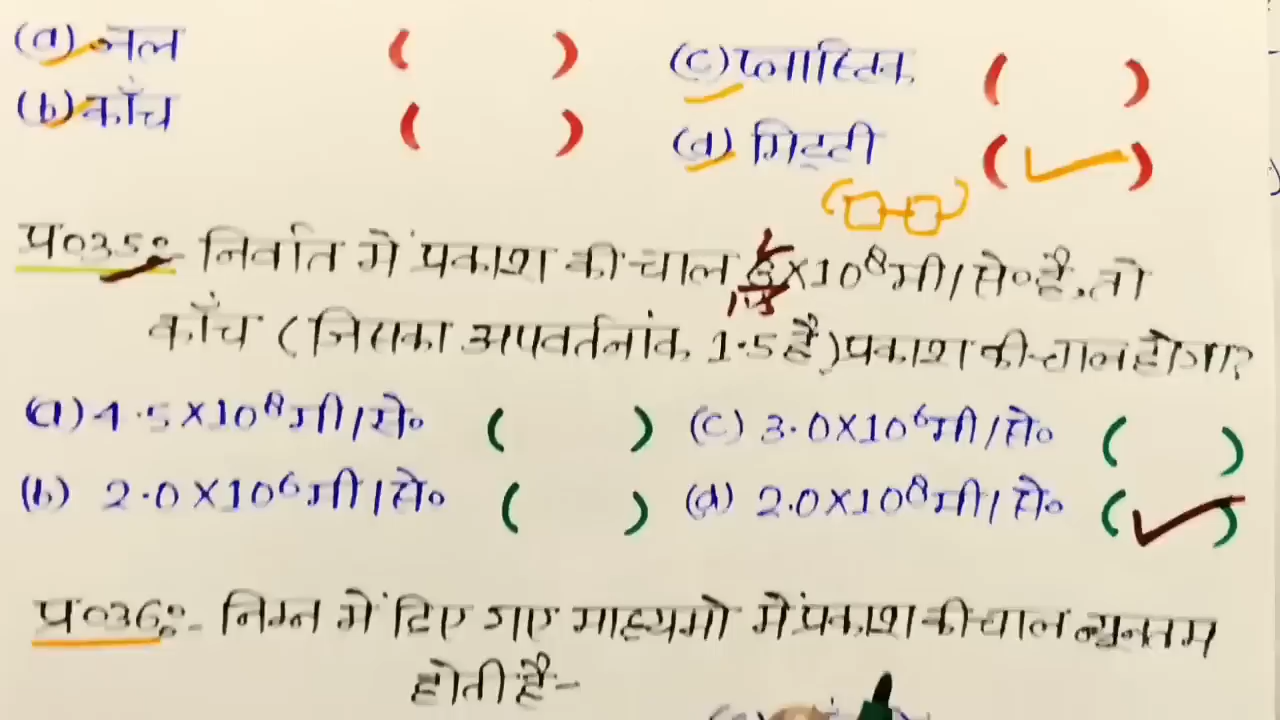 (a) जल ( ) (c) प्लास्टिक ( )
(b) काँच ( ) (d) मिट्टी ( ✓ )
प्र०35:- निर्वात में प्रकाश की चाल 3×10⁸ मी/से० है, तो
काँच (जिसका अपवर्तनांक 1.5 है) प्रकाश की चाल होगा?
(a) 4.5×10⁸ मी/से० ( ) (c) 3.0×10⁶ मी/से० ( )
(b) 2.0×10⁶ मी/से० ( ) (d) 2.0×10⁸ मी/से० ( ✓ )
प्र०36:- निम्न में दिए गए माध्यमो में प्रकाश की चाल न्यूनतम
होती है-